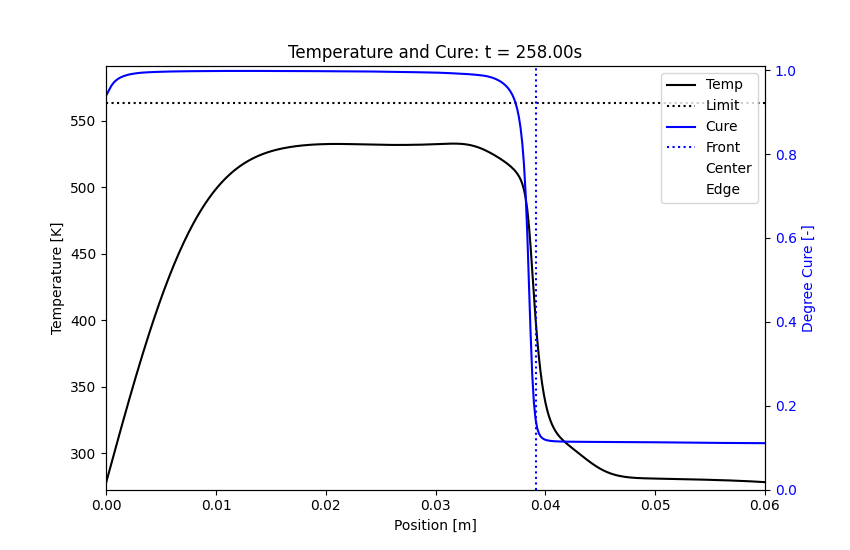 Temperature and Cure: t = 258.00s
Temp
Limit
Cure
Front
Center
Edge
Temperature [K]
550
500
450
400
350
300
1.0
0.8
0.6
0.4
0.2
0.0
Degree Cure [-]
0.00 0.01 0.02 0.03 0.04 0.05 0.06
Position [m]